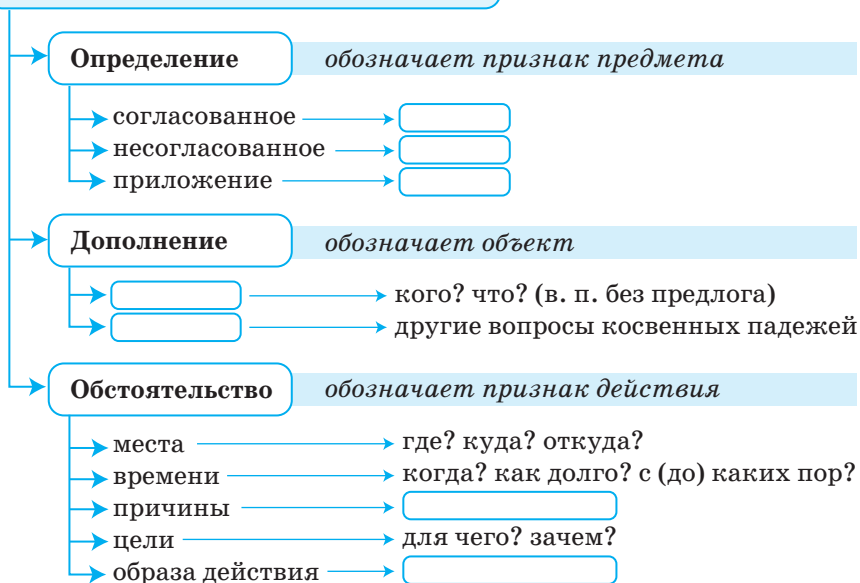 Определение обозначает признак предмета
согласованное
несогласованное
приложение
Дополнение обозначает объект
кого? что? (в. п. без предлога)
другие вопросы косвенных падежей
Обстоятельство обозначает признак действия
места где? куда? откуда?
времени когда? как долго? с (до) каких пор?
причины
цели для чего? зачем?
образа действия